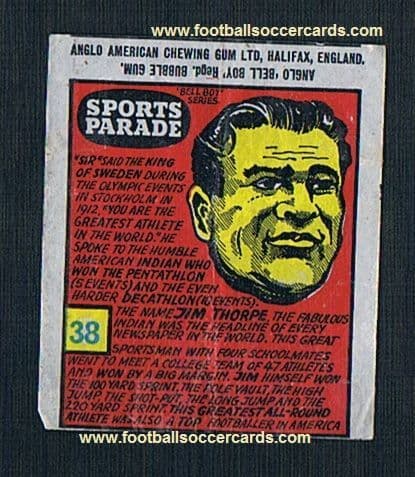 www.footballsoccercards.com
ANGLO AMERICAN CHEWING GUM LTD, HALIFAX, ENGLAND.
ANGLO 'BELL BOY' Regd. BUBBLE GUM.
'BELL BOY'
SERIES
SPORTS
PARADE
"SIR" SAID THE KING
OF SWEDEN DURING
THE OLYMPIC EVENTS
IN STOCKHOLM IN
1912, "YOU ARE THE
GREATEST ATHLETE
IN THE WORLD." HE
SPOKE TO THE HUMBLE
AMERICAN INDIAN WHO
WON THE PENTATHLON
(5 EVENTS) AND THE EVEN
HARDER DECATHLON (10 EVENTS).
THE NAME JIM THORPE, THE FABULOUS
INDIAN WAS THE HEADLINE OF EVERY
NEWSPAPER IN THE WORLD. THIS GREAT
38
SPORTSMAN WITH FOUR SCHOOLMATES
WENT TO MEET A COLLEGE TEAM OF 47 ATHLETES
AND WON BY A BIG MARGIN. JIM HIMSELF WON
THE 100 YARD SPRINT, THE POLE VAULT, THE HIGH
JUMP THE SHOT-PUT, THE LONG JUMP AND THE
220 YARD SPRINT, THIS GREATEST ALL-ROUND
ATHLETE WAS ALSO A TOP FOOTBALLER IN AMERICA
www.footballsoccercards.com
www.footballsoccercards.com